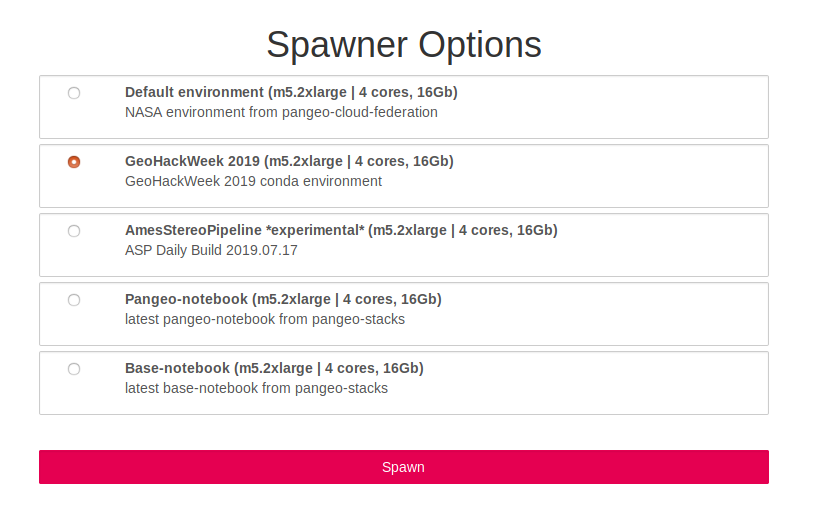 Spawner Options
Default environment (m5.2xlarge | 4 cores, 16Gb)
NASA environment from pangeo-cloud-federation
GeoHackWeek 2019 (m5.2xlarge | 4 cores, 16Gb)
GeoHackWeek 2019 conda environment
AmesStereoPipeline *experimental* (m5.2xlarge | 4 cores, 16Gb)
ASP Daily Build 2019.07.17
Pangeo-notebook (m5.2xlarge | 4 cores, 16Gb)
latest pangeo-notebook from pangeo-stacks
Base-notebook (m5.2xlarge | 4 cores, 16Gb)
latest base-notebook from pangeo-stacks
Spawn